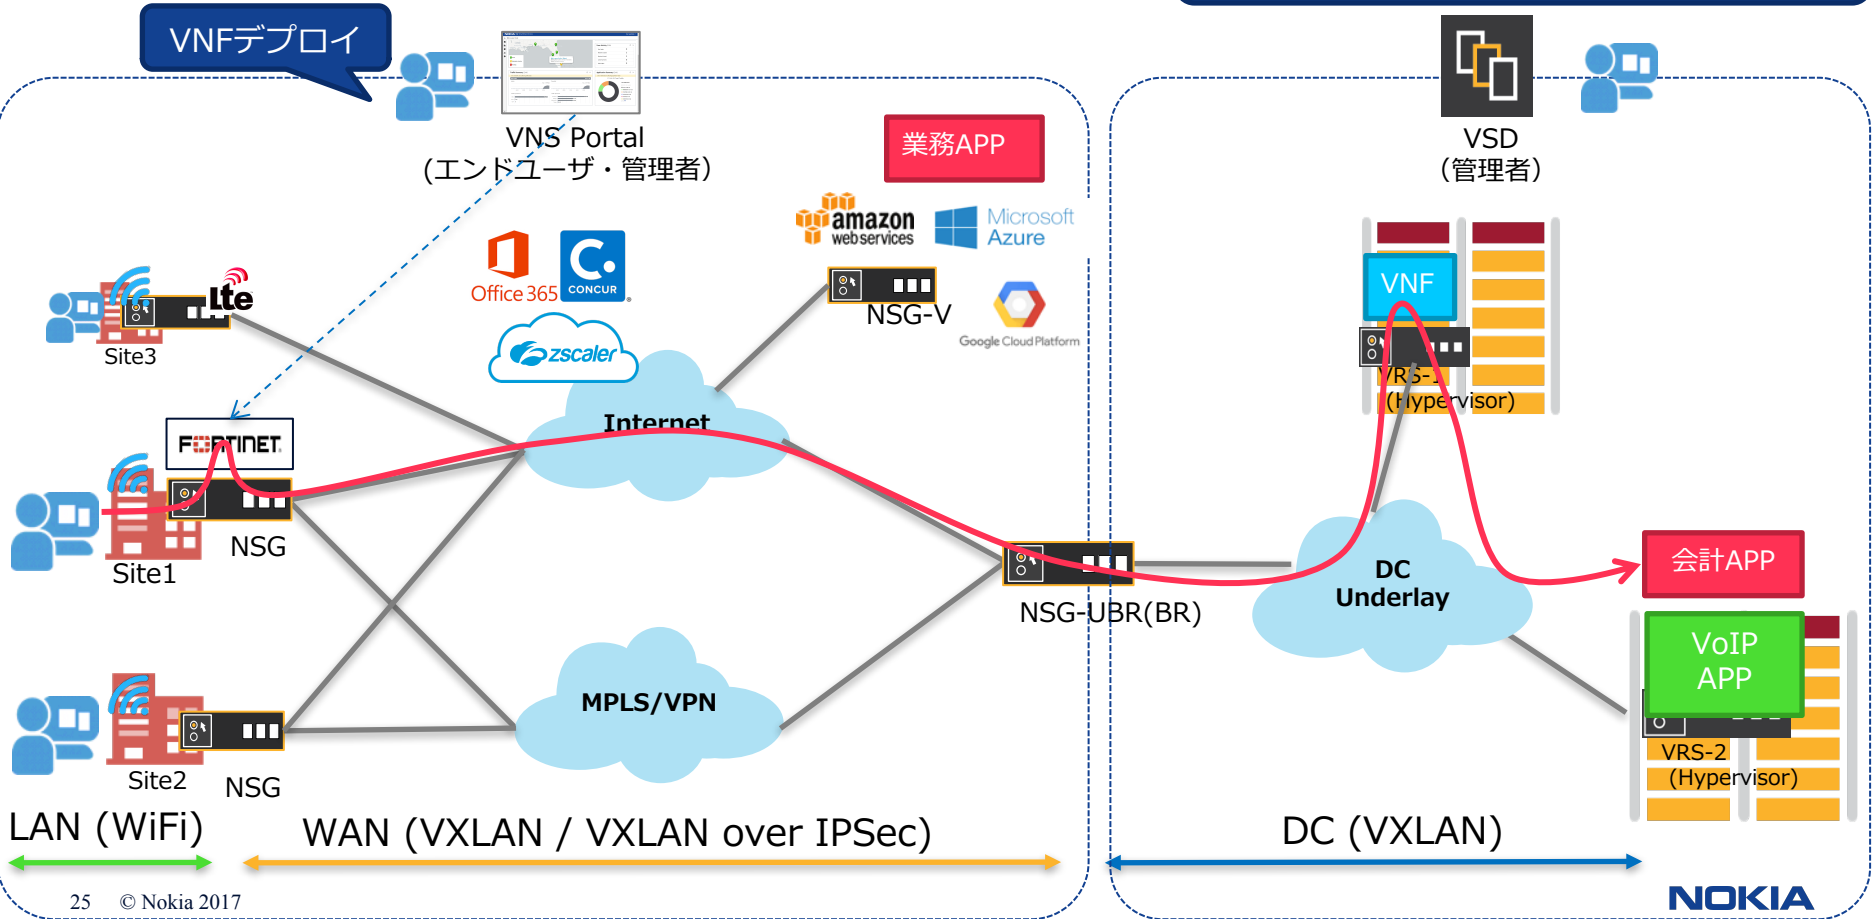 VNFデプロイ
VNS Portal
(エンドユーザ・管理者)
業務APP
VSD
(管理者)
amazon
webservices
Microsoft
Azure
Office 365
C.
CONCUR
zscaler
NSG-V
Google Cloud Platform
Lte
Site3
FORTINET
Internet
VNF
VRS-1
(Hypervisor)
NSG
Site1
NSG-UBR(BR)
DC
Underlay
会計APP
VoIP
APP
MPLS/VPN
VRS-2
(Hypervisor)
Site2
NSG
LAN (WiFi)
WAN (VXLAN / VXLAN over IPSec)
DC (VXLAN)
25 © Nokia 2017
NOKIA